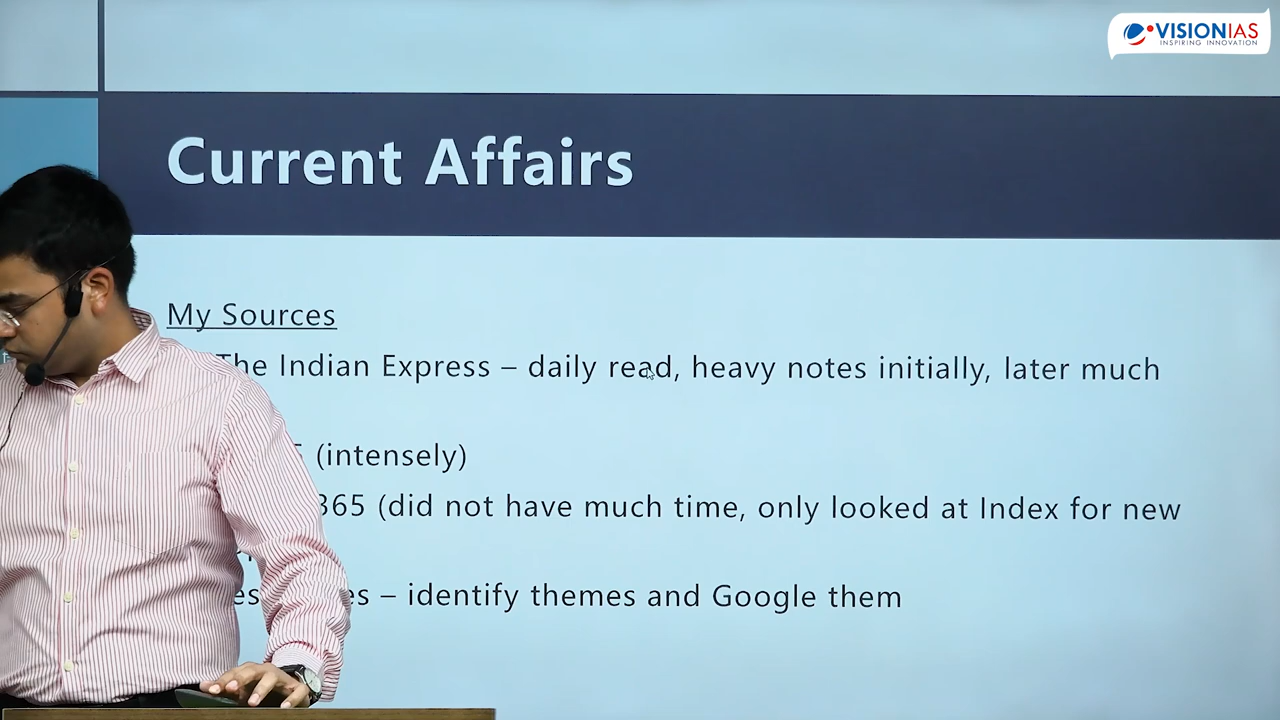 VISIONIAS
INSPIRING INNOVATION
Current Affairs
My Sources
The Indian Express – daily read, heavy notes initially, later much
(intensely)
365 (did not have much time, only looked at Index for new
– identify themes and Google them